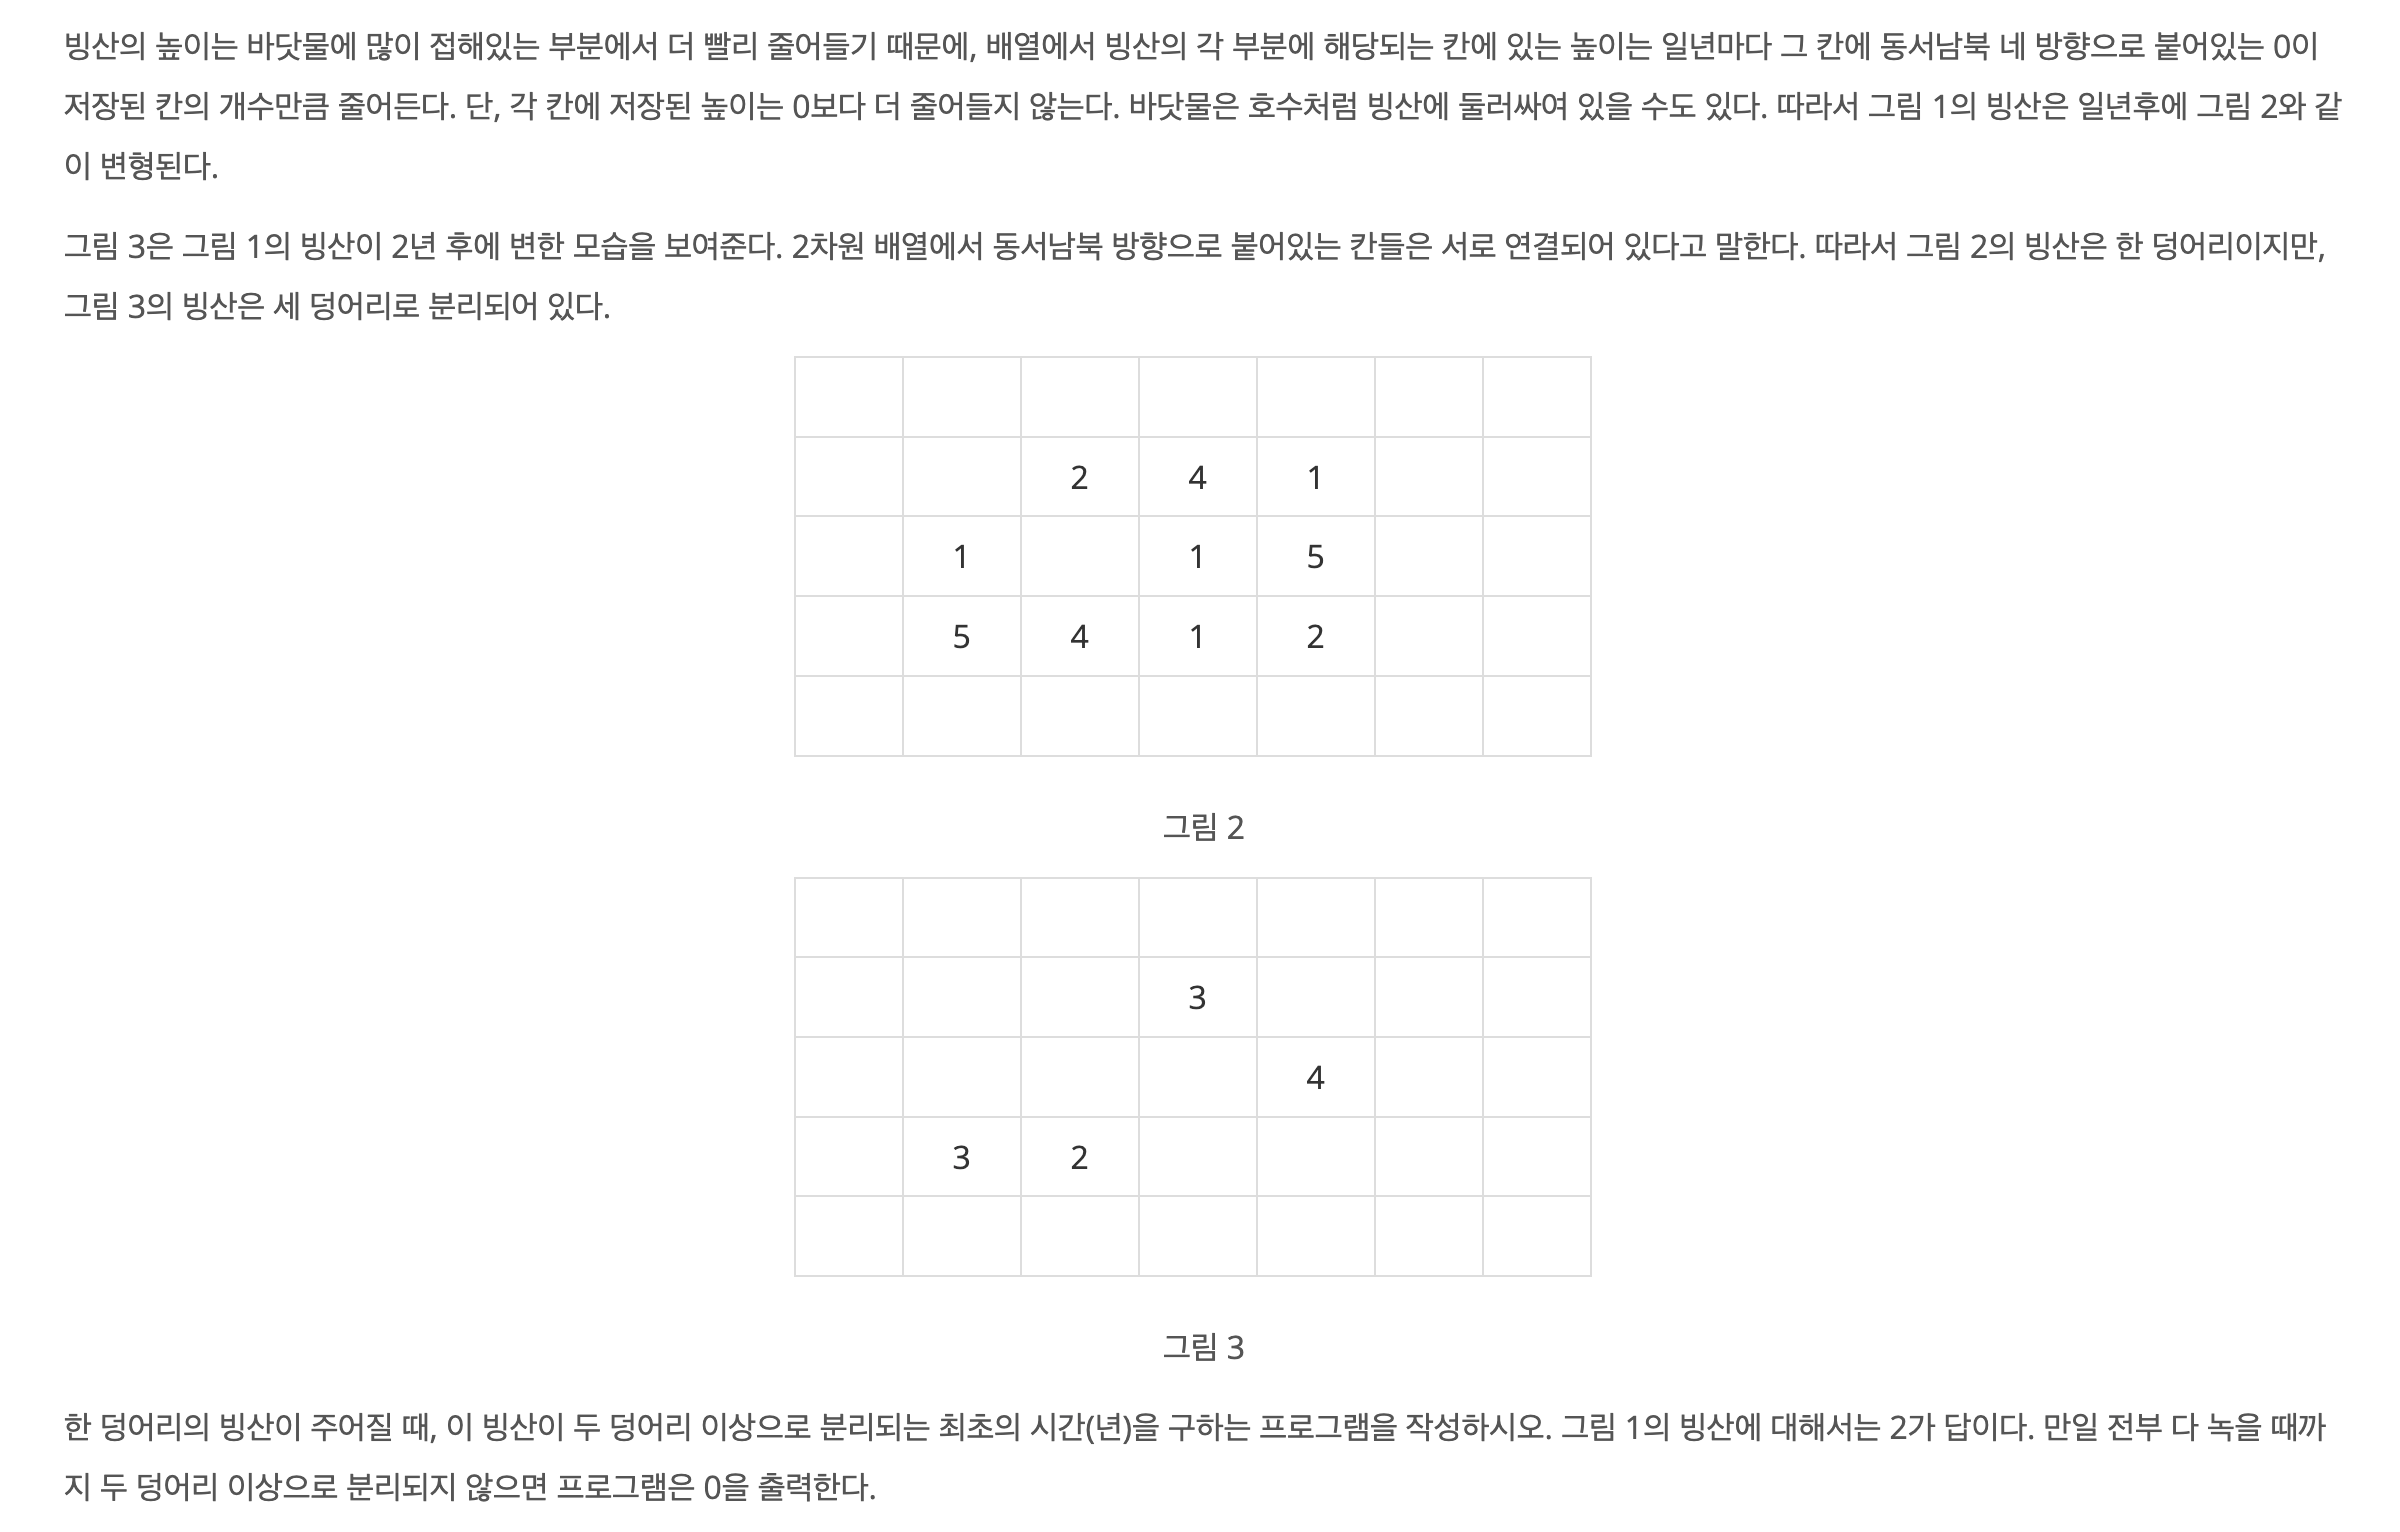 빙산의 높이는 바닷물에 많이 접해있는 부분에서 더 빨리 줄어들기 때문에, 배열에서 빙산의 각 부분에 해당되는 칸에 있는 높이는 일년마다 그 칸에 동서남북 네 방향으로 붙어있는 0이
저장된 칸의 개수만큼 줄어든다. 단, 각 칸에 저장된 높이는 0보다 더 줄어들지 않는다. 바닷물은 호수처럼 빙산에 둘러싸여 있을 수도 있다. 따라서 그림 1의 빙산은 일년후에 그림 2와 같
이 변형된다.
그림 3은 그림 1의 빙산이 2년 후에 변한 모습을 보여준다. 2차원 배열에서 동서남북 방향으로 붙어있는 칸들은 서로 연결되어 있다고 말한다. 따라서 그림 2의 빙산은 한 덩어리이지만,
그림 3의 빙산은 세 덩어리로 분리되어 있다.
2 4 1
1 1 5
5 4 1 2
그림 2
3
4
3 2
그림 3
한 덩어리의 빙산이 주어질 때, 이 빙산이 두 덩어리 이상으로 분리되는 최초의 시간(년)을 구하는 프로그램을 작성하시오. 그림 1의 빙산에 대해서는 2가 답이다. 만일 전부 다 녹을 때까
지 두 덩어리 이상으로 분리되지 않으면 프로그램은 0을 출력한다.